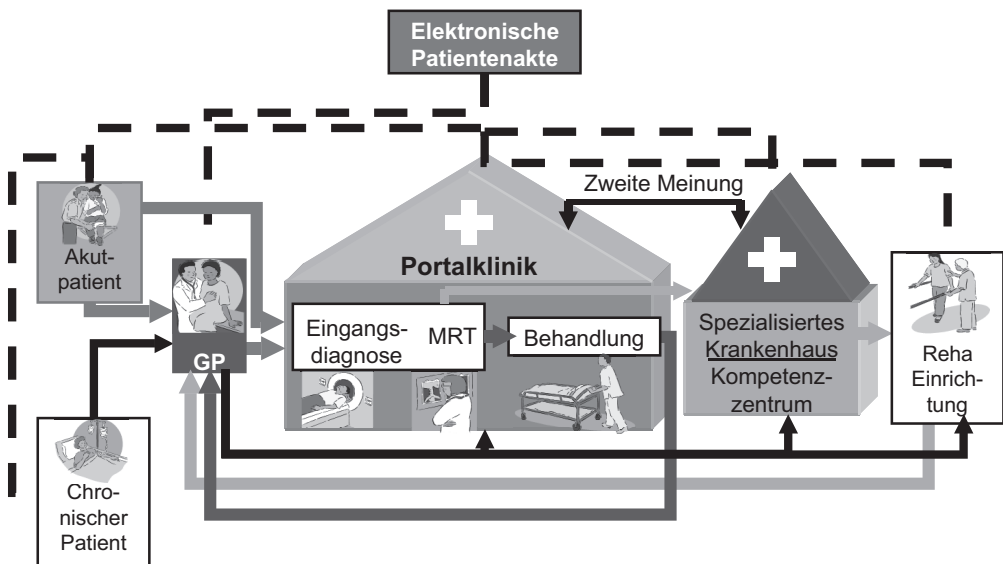 Elektronische
Patientenakte
Zweite Meinung
Akut-
patient
Portalklinik
GP
Eingangs-
diagnose
MRT
Behandlung
Spezialisiertes
Krankenhaus
Kompetenz-
zentrum
Reha
Einrich-
tung
Chro-
nischer
Patient